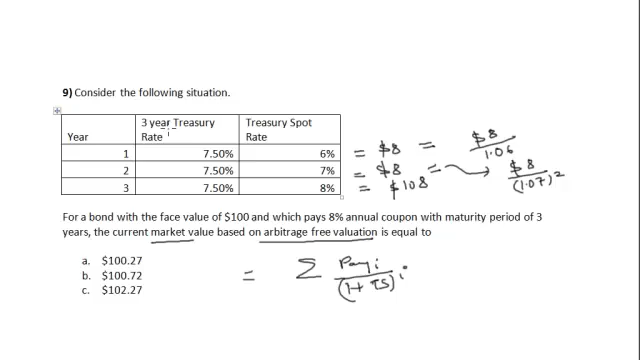 9) Consider the following situation.
Year 3 year Treasury Rate Treasury Spot Rate
1 7.50% 6% = $8 = $8 / 1.06
2 7.50% 7% = $8 = → $8 / (1.07)2
3 7.50% 8% = $108
For a bond with the face value of $100 and which pays 8% annual coupon with maturity period of 3
years, the current market value based on arbitrage free valuation is equal to
a. $100.27
b. $100.72
c. $102.27
= Σ Payi / (1+ rs)i